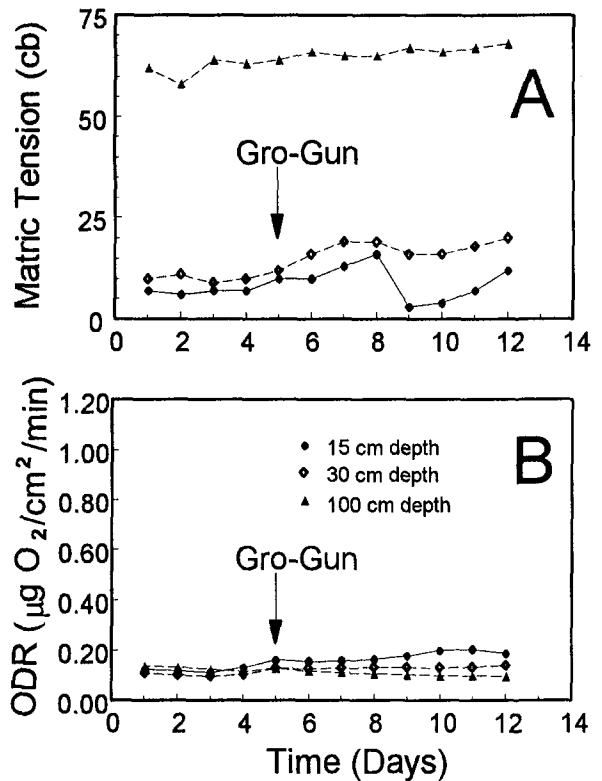 75
50
25
0
Matric Tension (cb)
A
Gro-Gun
0 2 4 6 8 10 12 14
1.20
1.00
0.80
0.60
0.40
0.20
0.00
ODR (μg O₂/cm²/min)
B
15 cm depth
30 cm depth
100 cm depth
Gro-Gun
0 2 4 6 8 10 12 14
Time (Days)